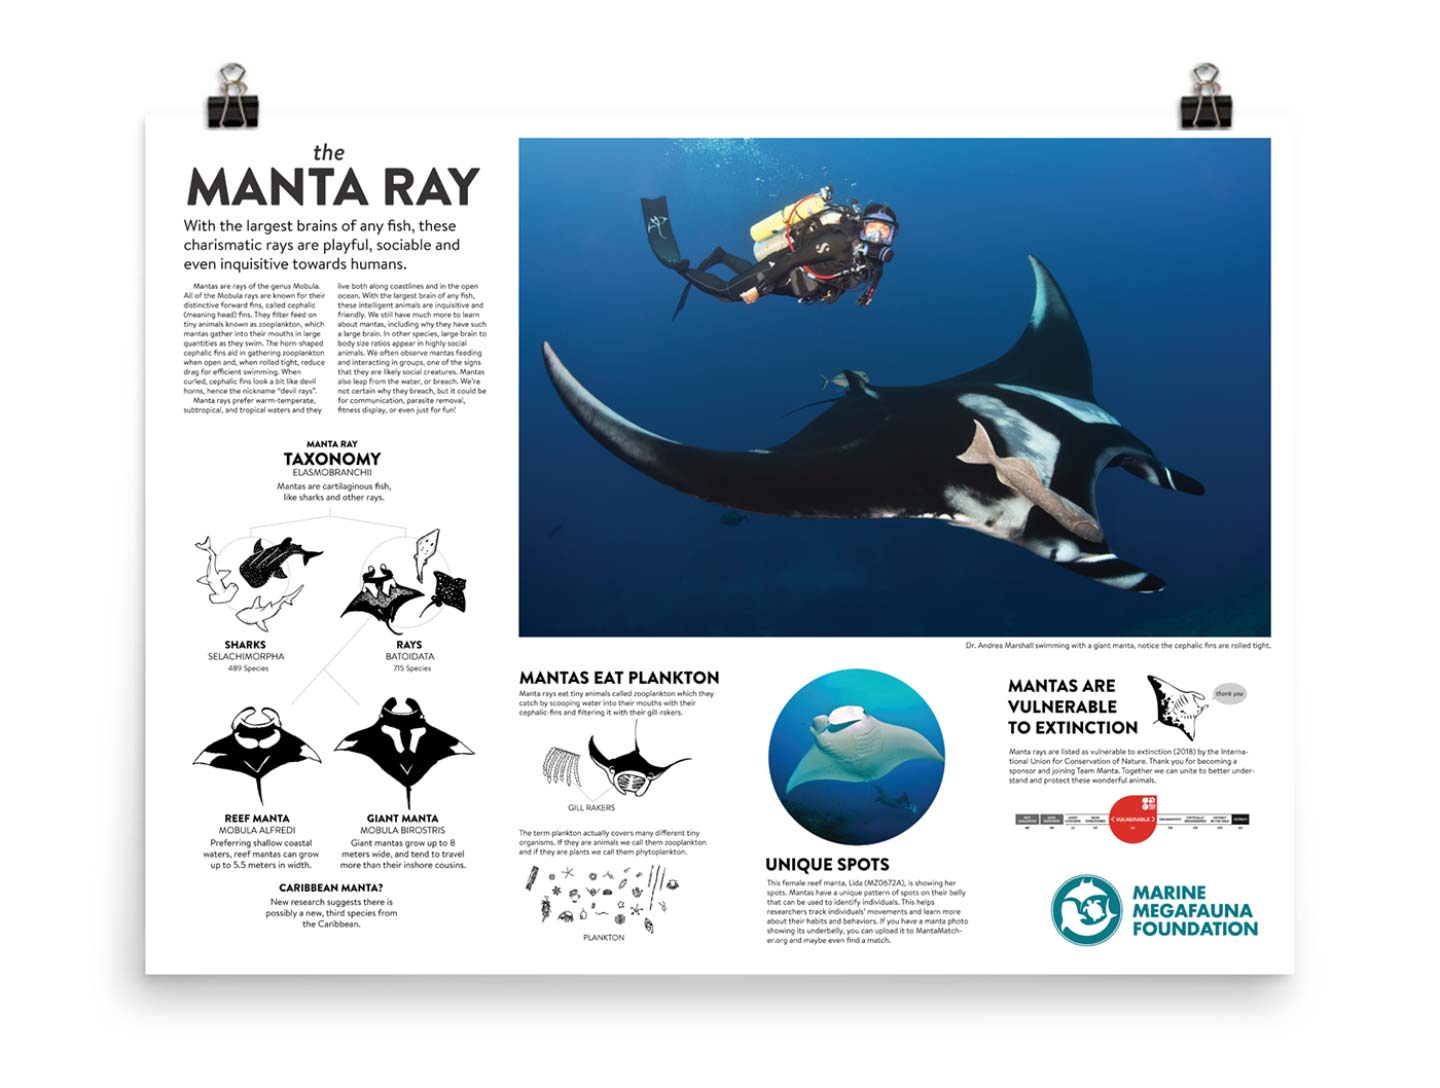 the
MANTA RAY
With the largest brains of any fish, these
charismatic rays are playful, sociable and
even inquisitive towards humans.
Mantas are rays of the genus Mobula.
All of the Mobula rays are known for their
distinctive forward fins, called cephalic
(meaning head) fins. They filter feed on
tiny animals known as zooplankton, which
mantas gather into their mouths in large
quantities as they swim. The horn-shaped
cephalic fins aid in gathering zooplankton
when open and, when rolled tight, reduce
drag for efficient swimming. When
curled, cephalic fins look a bit like devil
horns, hence the nickname "devil rays".
Manta rays prefer warm-temperate,
subtropical, and tropical waters and they
live both along coastlines and in the open
ocean. With the largest brain of any fish,
these intelligent animals are inquisitive and
friendly. We still have much more to learn
about mantas, including why they have such
a large brain. In other species, large brain to
body size ratios appear in highly social
animals. We often observe mantas feeding
and interacting in groups, one of the signs
that they are likely social creatures. Mantas
also leap from the water, or breach. We're
not certain why they breach, but it could be
for communication, parasite removal,
fitness display, or even just for fun!
MANTA RAY
TAXONOMY
ELASMOBRANCHII
Mantas are cartilaginous fish,
like sharks and other rays.
SHARKS
SELACHIMORPHA
489 Species
RAYS
BATOIDATA
715 Species
REEF MANTA
MOBULA ALFREDI
Preferring shallow coastal
waters, reef mantas can grow
up to 5.5 meters in width.
GIANT MANTA
MOBULA BIROSTRIS
Giant mantas grow up to 8
meters wide, and tend to travel
more than their inshore cousins.
CARIBBEAN MANTA?
New research suggests there is
possibly a new, third species from
the Caribbean.
Dr. Andrea Marshall swimming with a giant manta, notice the cephalic fins are rolled tight.
MANTAS EAT PLANKTON
Manta rays eat tiny animals called zooplankton which they
catch by scooping water into their mouths with their
cephalic-fins and filtering it with their gill-rakers.
GILL RAKERS
The term plankton actually covers many different tiny
organisms. If they are animals we call them zooplankton
and if they are plants we call them phytoplankton.
PLANKTON
UNIQUE SPOTS
This female reef manta, Lida (MZ0672A), is showing her
spots. Mantas have a unique pattern of spots on their belly
that can be used to identify individuals. This helps
researchers track individuals' movements and learn more
about their habits and behaviors. If you have a manta photo
showing its underbelly, you can upload it to MantaMatch-
er.org and maybe even find a match.
MANTAS ARE
VULNERABLE
TO EXTINCTION
thank you
Manta rays are listed as vulnerable to extinction (2018) by the Interna-
tional Union for Conservation of Nature. Thank you for becoming a
sponsor and joining Team Manta. Together we can unite to better under-
stand and protect these wonderful animals.
< VULNERABLE >
MARINE
MEGAFAUNA
FOUNDATION